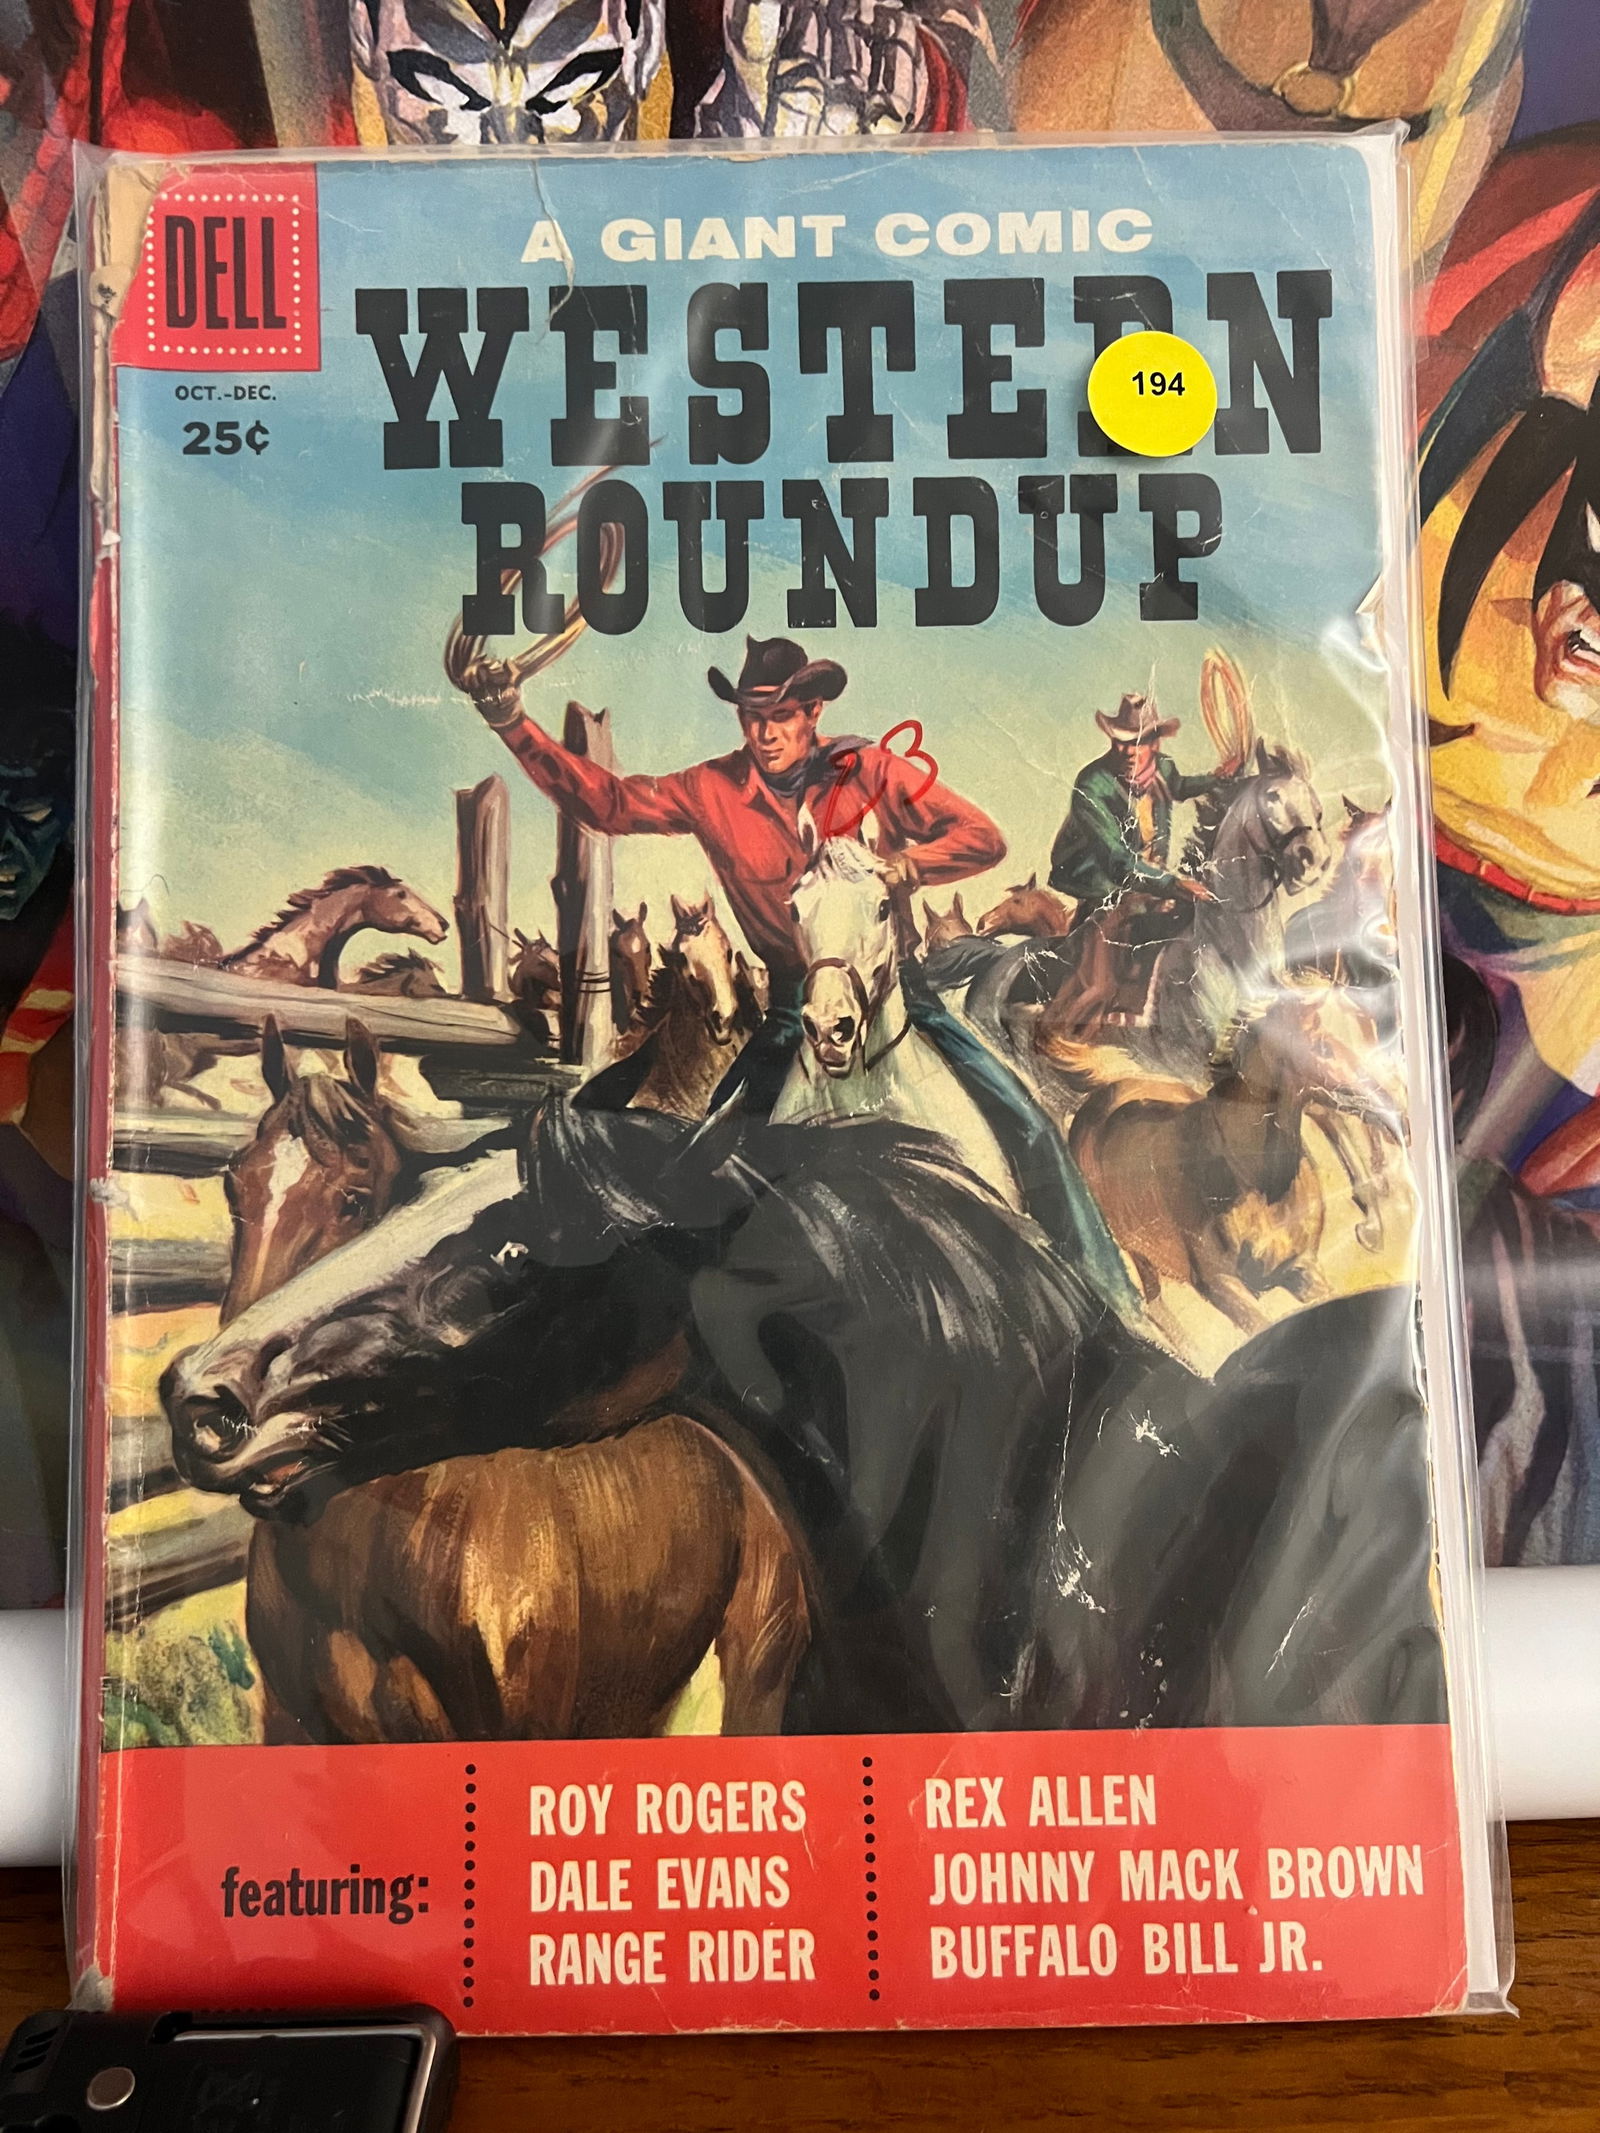 DELL
OCT.-DEC.
25¢
A GIANT COMIC
WESTERN
194
ROUNDUP
featuring:
ROY ROGERS
DALE EVANS
RANGE RIDER
REX ALLEN
JOHNNY MACK BROWN
BUFFALO BILL JR.